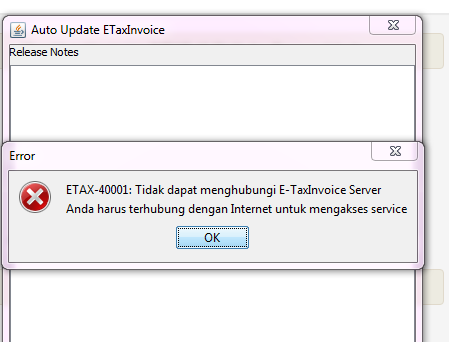 Auto Update ETaxInvoice
Release Notes
Error
ETAX-40001: Tidak dapat menghubungi E-TaxInvoice Server
Anda harus terhubung dengan Internet untuk mengakses service
OK